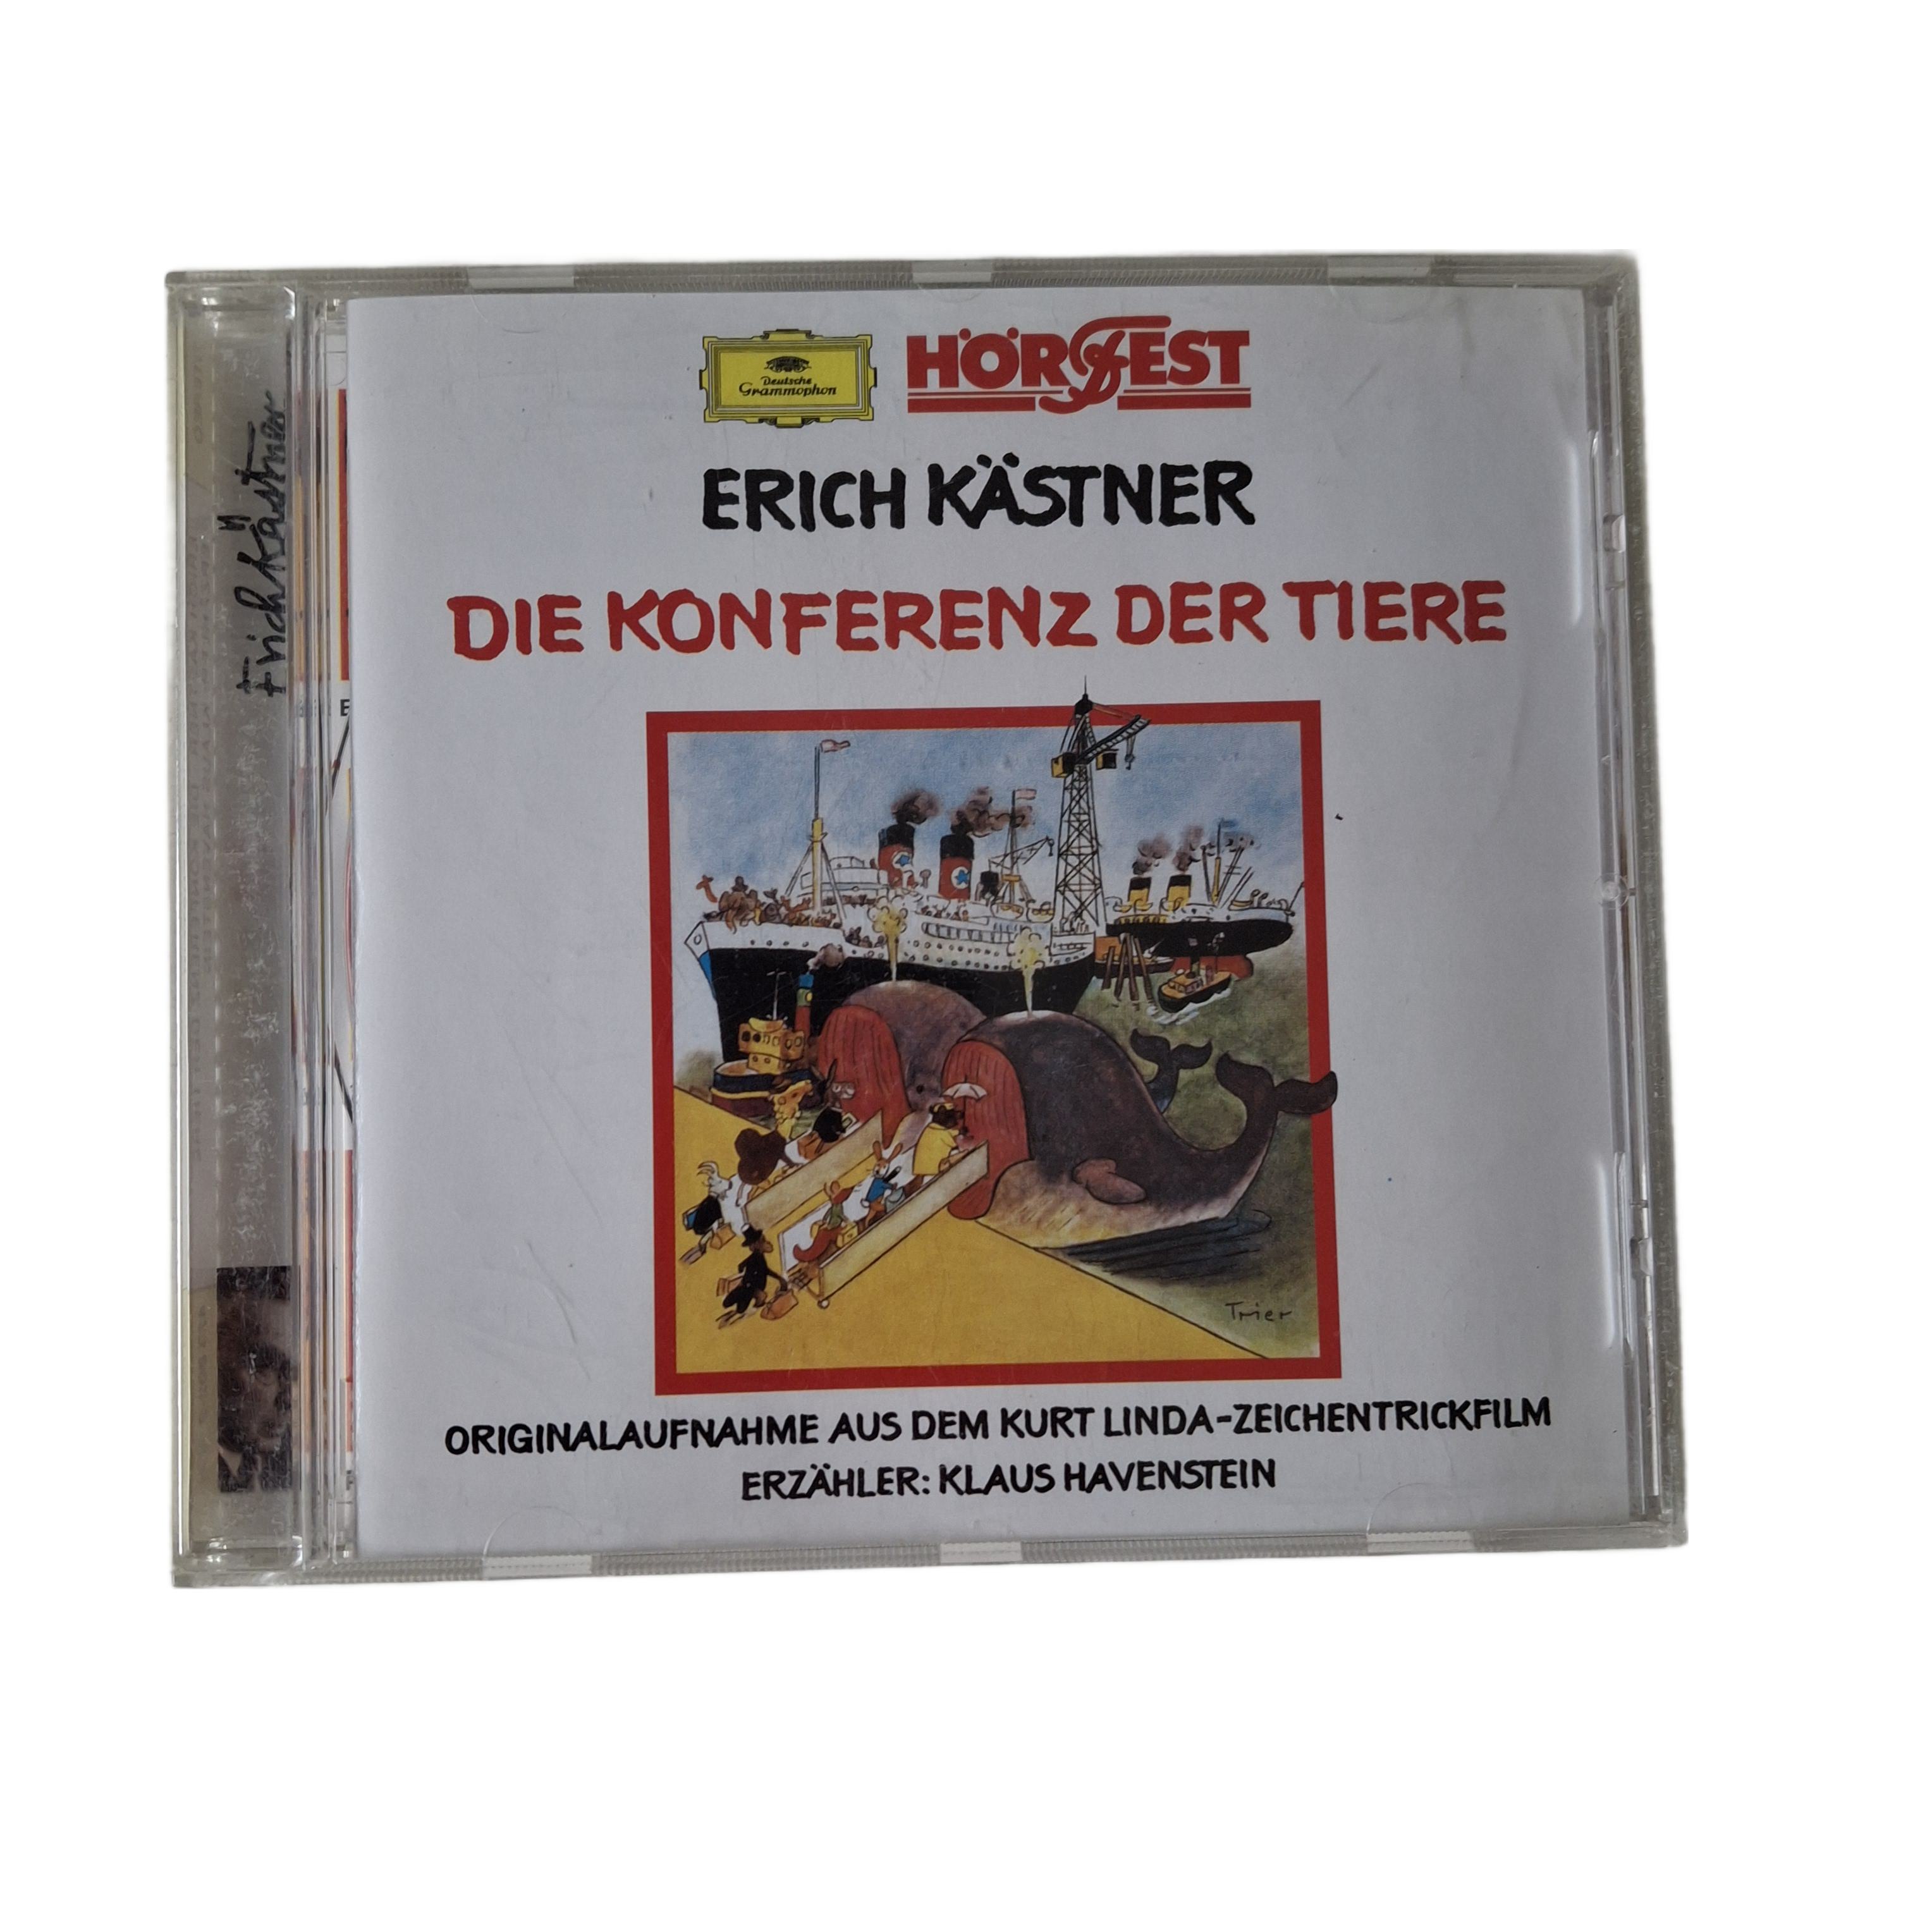 Deutsche
Grammophon
HÖRFEST
ERICH KÄSTNER
DIE KONFERENZ DER TIERE
Trier
ORIGINALAUFNAHME AUS DEM KURT LINDA-ZEICHENTRICKFILM
ERZÄHLER: KLAUS HAVENSTEIN
Erich Kästner